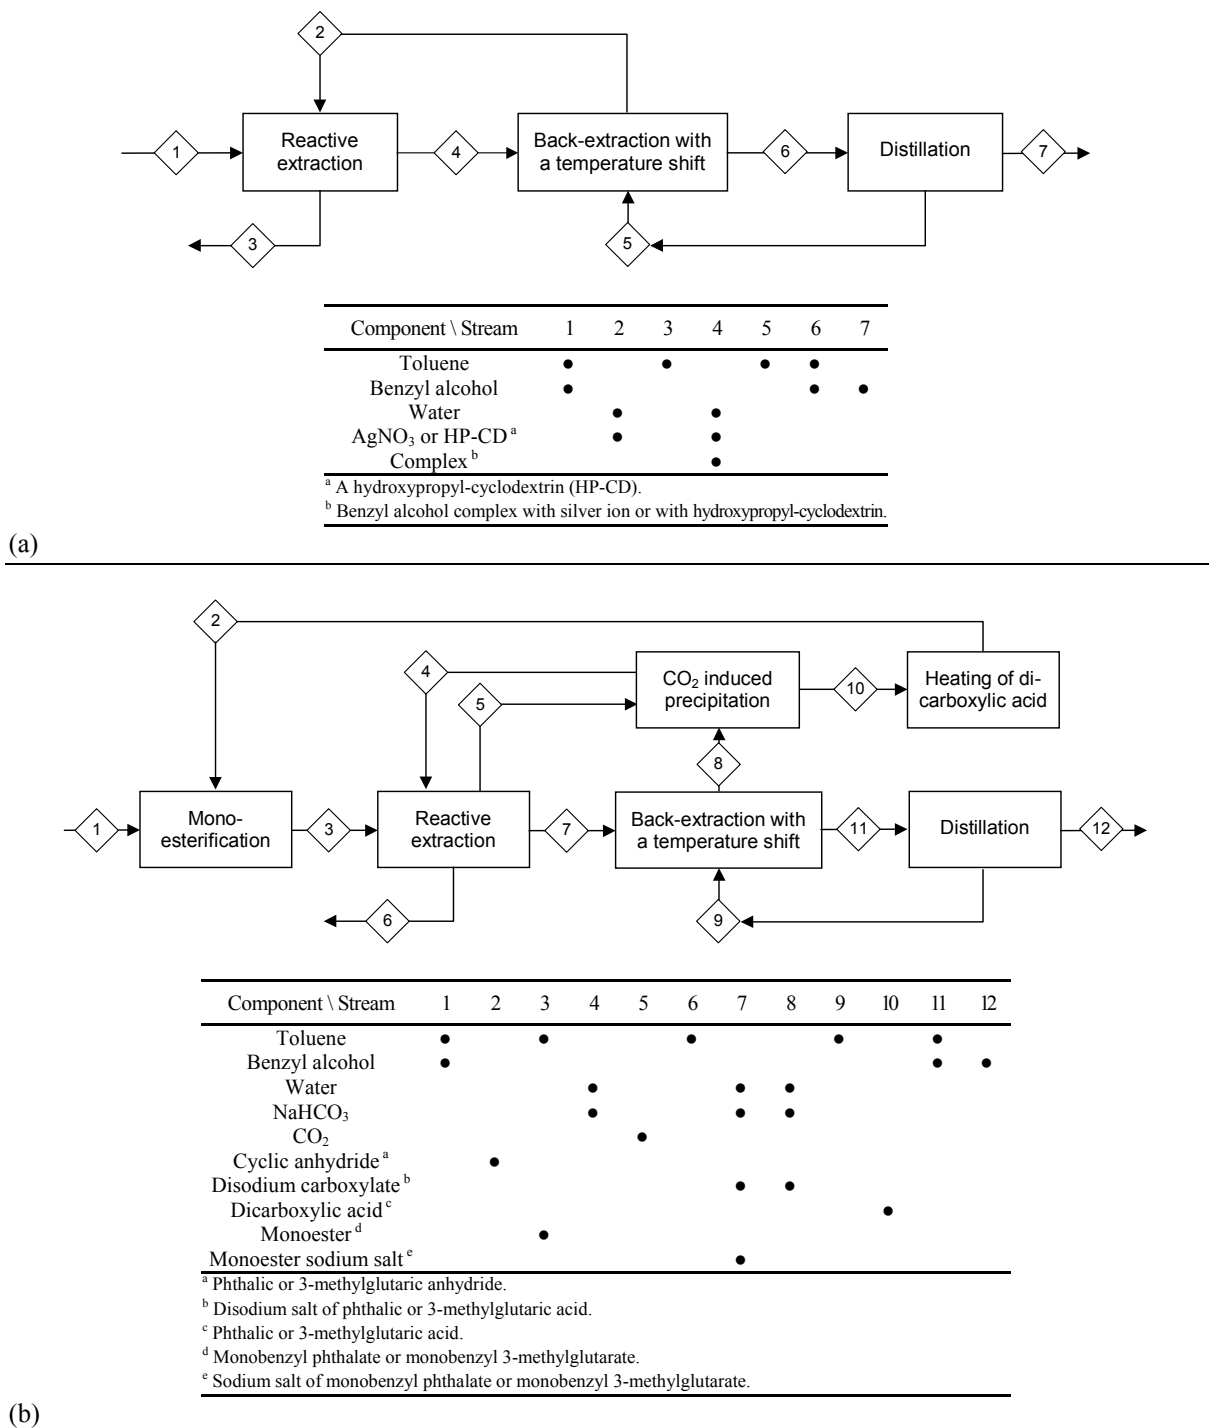 2
1
Reactive
extraction
4
Back-extraction with
a temperature shift
6
Distillation
7
3
5
Component \ Stream 1 2 3 4 5 6 7
Toluene ● ● ● ●
Benzyl alcohol ● ● ●
Water ● ●
AgNO₃ or HP-CD ᵃ ● ●
Complex ᵇ ●
ᵃ A hydroxypropyl-cyclodextrin (HP-CD).
ᵇ Benzyl alcohol complex with silver ion or with hydroxypropyl-cyclodextrin.
(a)
2
4
5
CO₂ induced
precipitation
10
Heating of di-
carboxylic acid
8
1
Mono-
esterification
3
Reactive
extraction
7
Back-extraction with
a temperature shift
11
Distillation
12
6
9
Component \ Stream 1 2 3 4 5 6 7 8 9 10 11 12
Toluene ● ● ● ● ●
Benzyl alcohol ● ● ●
Water ● ● ●
NaHCO₃ ● ● ●
CO₂ ●
Cyclic anhydride ᵃ ●
Disodium carboxylate ᵇ ● ●
Dicarboxylic acid ᶜ ●
Monoester ᵈ ●
Monoester sodium salt ᵉ ●
ᵃ Phthalic or 3-methylglutaric anhydride.
ᵇ Disodium salt of phthalic or 3-methylglutaric acid.
ᶜ Phthalic or 3-methylglutaric acid.
ᵈ Monobenzyl phthalate or monobenzyl 3-methylglutarate.
ᵉ Sodium salt of monobenzyl phthalate or monobenzyl 3-methylglutarate.
(b)